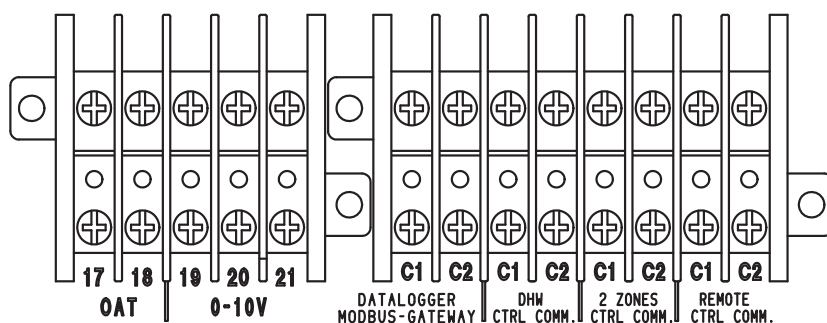 17 18 19 20 21 C1 C2 C1 C2 C1 C2 C1 C2
OAT 0-10V
DATALOGGER DHW 2 ZONES REMOTE
MODBUS-GATEWAY CTRL COMM. CTRL COMM. CTRL COMM.